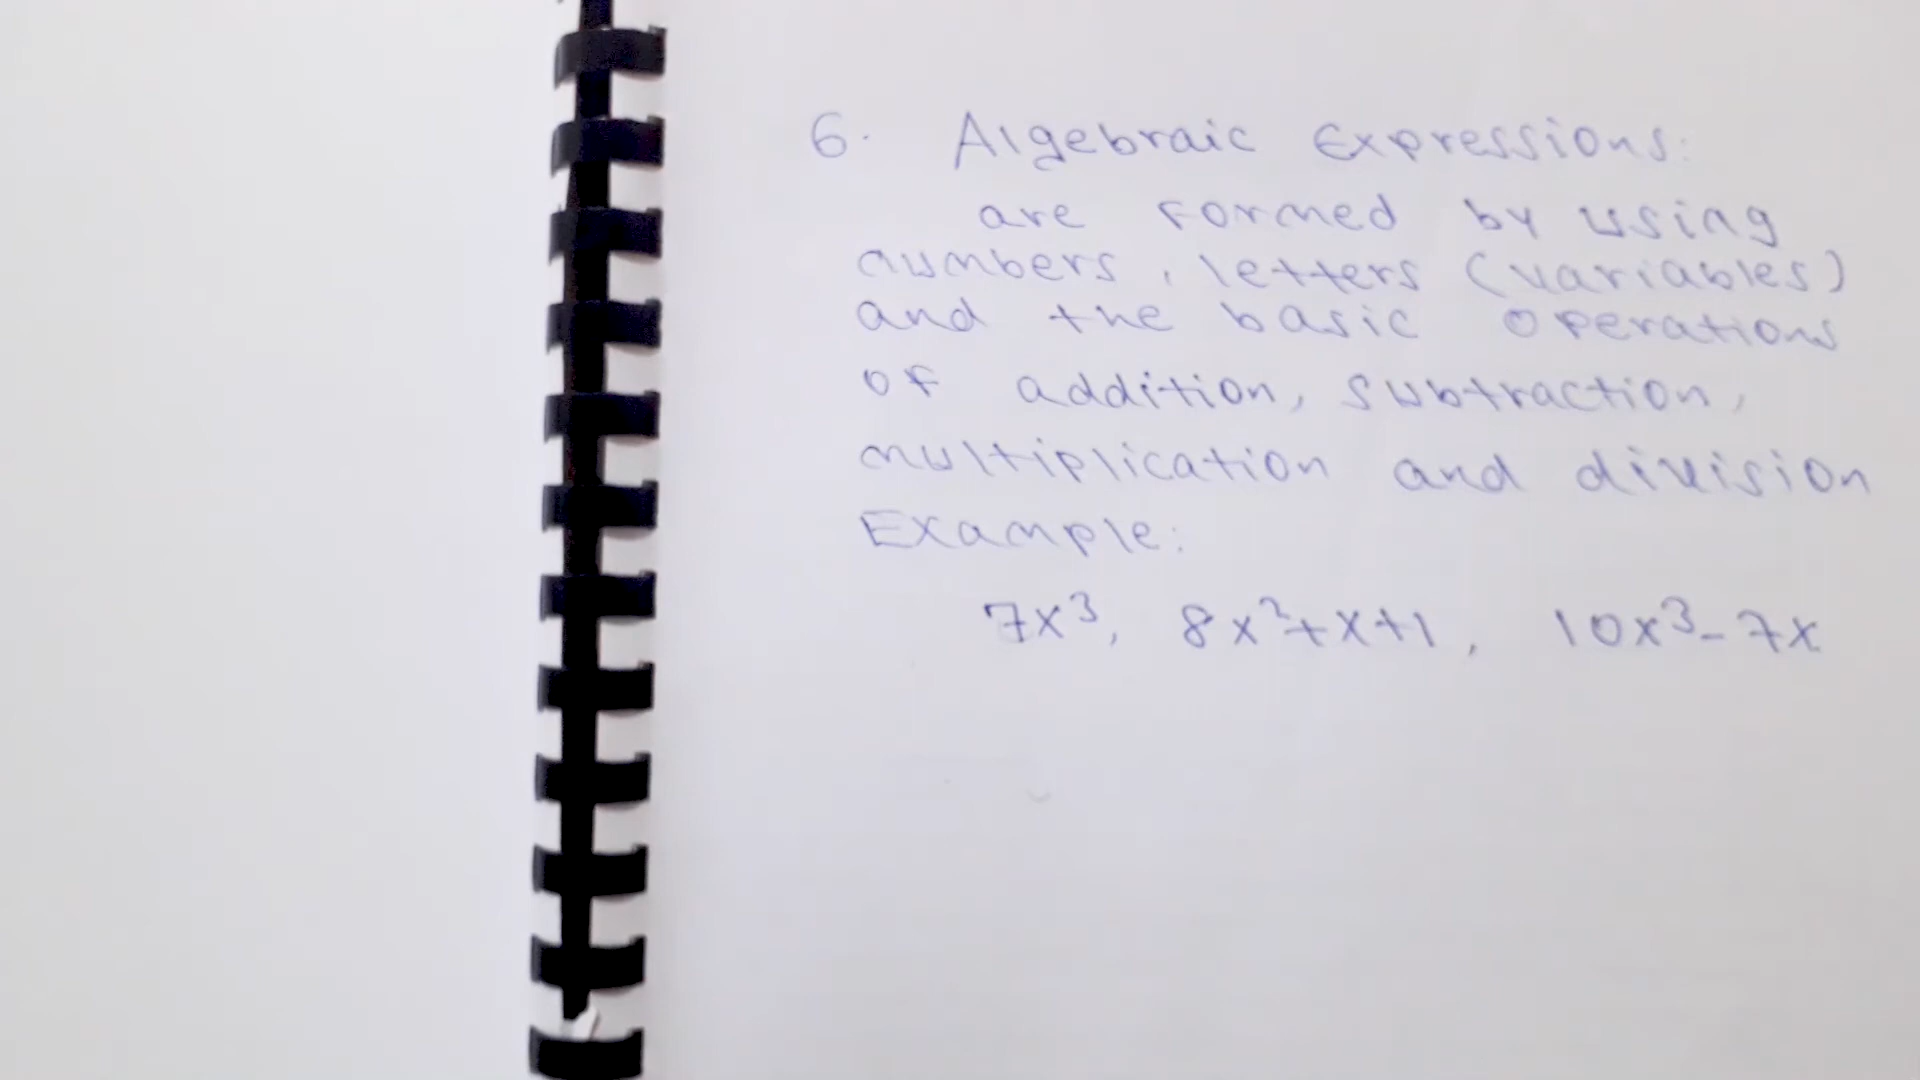 6. Algebraic Expressions:
are formed by using
numbers, letters (variables)
and the basic operations
of addition, subtraction,
multiplication and division
Example:
7x³, 8x²+x+1, 10x³-7x